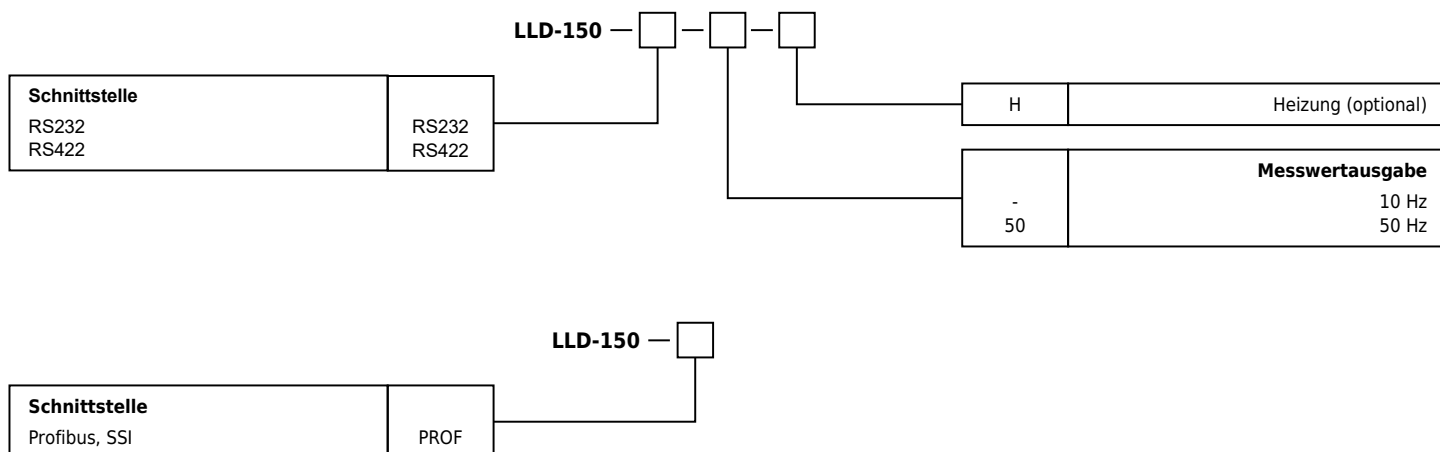 LLD-150 — □ — □ — □
Schnittstelle
RS232 RS232
RS422 RS422
H Heizung (optional)
Messwertausgabe
- 10 Hz
50 50 Hz
LLD-150 — □
Schnittstelle
Profibus, SSI PROF